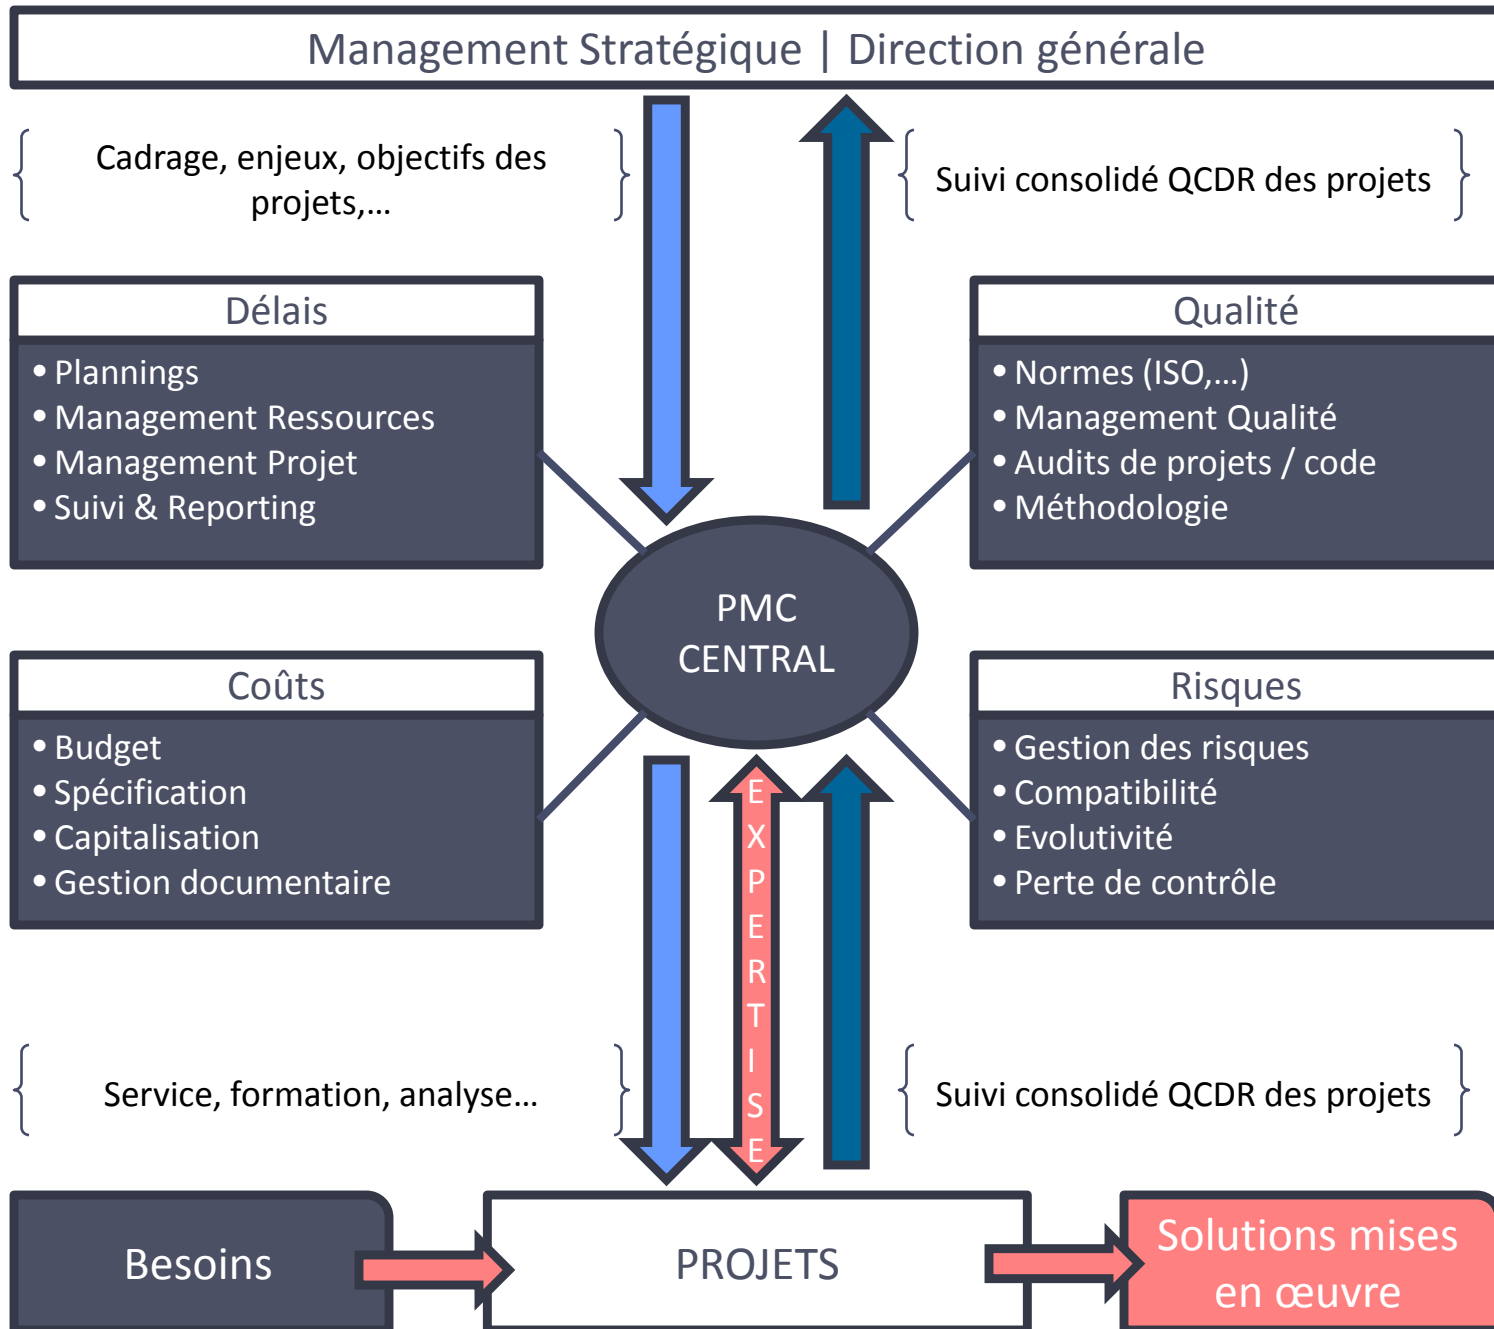 Management Stratégique | Direction générale
Cadrage, enjeux, objectifs des
projets,...
Suivi consolidé QCDR des projets
Délais
• Plannings
• Management Ressources
• Management Projet
• Suivi & Reporting
Qualité
• Normes (ISO,...)
• Management Qualité
• Audits de projets / code
• Méthodologie
PMC
CENTRAL
Coûts
• Budget
• Spécification
• Capitalisation
• Gestion documentaire
Risques
• Gestion des risques
• Compatibilité
• Evolutivité
• Perte de contrôle
EXPERTISE
Service, formation, analyse...
Suivi consolidé QCDR des projets
Besoins
PROJETS
Solutions mises
en œuvre